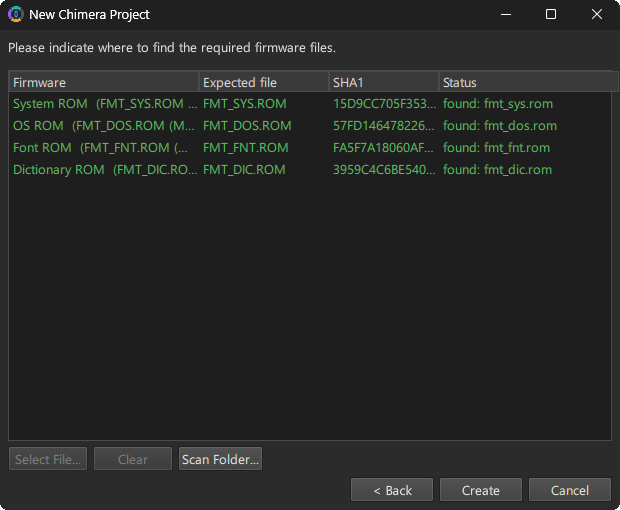 New Chimera Project
Please indicate where to find the required firmware files.
Firmware Expected file SHA1 Status
System ROM (FMT_SYS.ROM ... FMT_SYS.ROM 15D9CC705F353... found: fmt_sys.rom
OS ROM (FMT_DOS.ROM (M... FMT_DOS.ROM 57FD146478226... found: fmt_dos.rom
Font ROM (FMT_FNT.ROM (... FMT_FNT.ROM FA5F7A18060AF... found: fmt_fnt.rom
Dictionary ROM (FMT_DIC.RO... FMT_DIC.ROM 3959C4C6BE540... found: fmt_dic.rom
Select File... Clear Scan Folder...
< Back Create Cancel